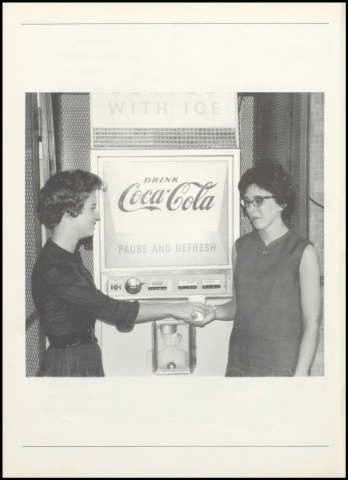 WITH ICE
DRINK
Coca-Cola
PAUSE AND REFRESH
10¢